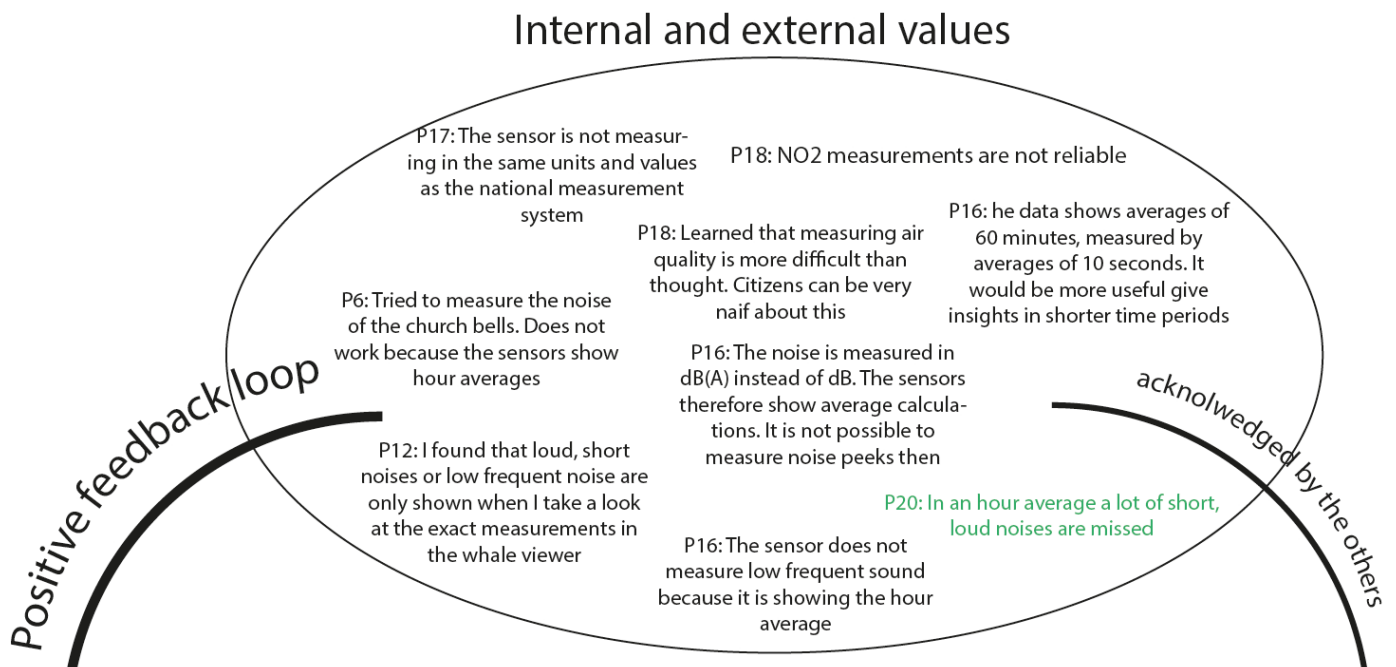 Internal and external values
P17: The sensor is not measur-
ing in the same units and values
as the national measurement
system
P18: NO2 measurements are not reliable
P16: he data shows averages of
60 minutes, measured by
averages of 10 seconds. It
would be more useful give
insights in shorter time periods
P18: Learned that measuring air
quality is more difficult than
thought. Citizens can be very
naif about this
P6: Tried to measure the noise
of the church bells. Does not
work because the sensors show
hour averages
P16: The noise is measured in
dB(A) instead of dB. The sensors
therefore show average calcula-
tions. It is not possible to
measure noise peeks then
Positive feedback loop
acknolwedged by the others
P12: I found that loud, short
noises or low frequent noise are
only shown when I take a look
at the exact measurements in
the whale viewer
P20: In an hour average a lot of short,
loud noises are missed
P16: The sensor does not
measure low frequent sound
because it is showing the hour
average